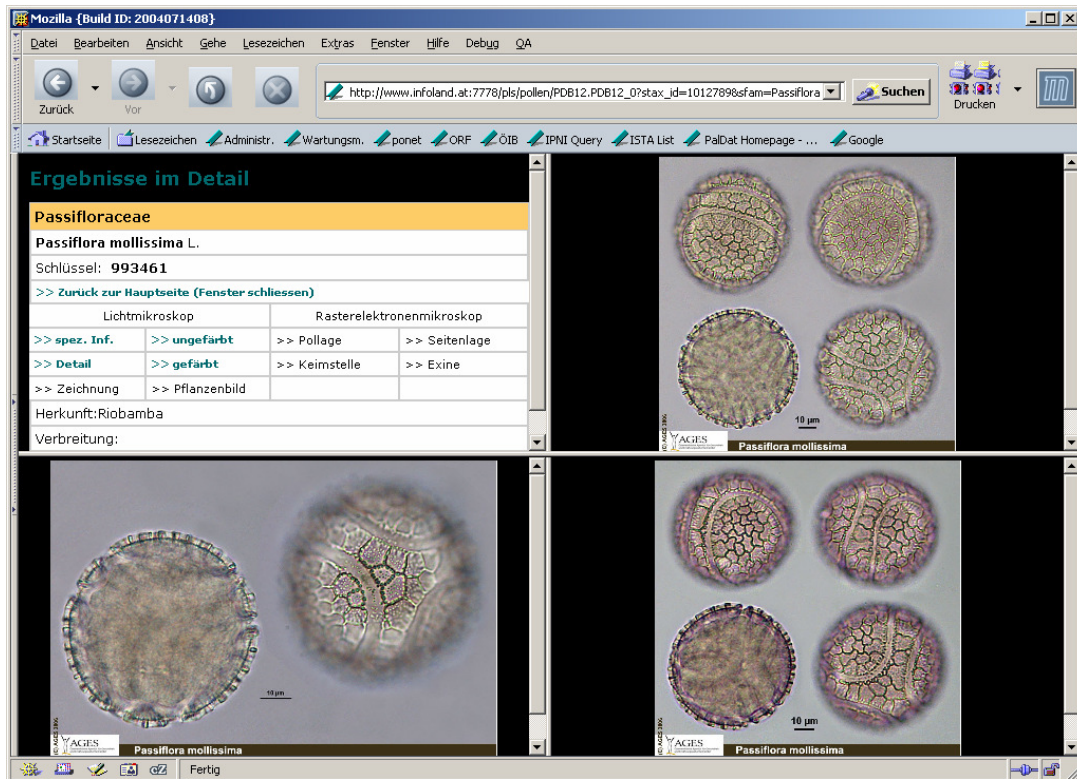 Mozilla {Build ID: 2004071408}
Datei Bearbeiten Ansicht Gehe Lesezeichen Extras Fenster Hilfe Debug QA
http://www.infoland.at:7778/pls/pollen/PDB12.PDB12_0?stax_id=1012789&sfam=Passiflora
Suchen
Zurück Vor Drucken
Startseite Lesezeichen Administr. Wartungsm. ponet ORF ÖIB IPNI Query ISTA List PalDat Homepage - ... Google
Ergebnisse im Detail
Passifloraceae
Passiflora mollissima L.
Schlüssel: 993461
>> Zurück zur Hauptseite (Fenster schliessen)
Lichtmikroskop Rasterelektronenmikroskop
>> spez. Inf. >> ungefärbt >> Pollage >> Seitenlage
>> Detail >> gefärbt >> Keimstelle >> Exine
>> Zeichnung >> Pflanzenbild
Herkunft:Riobamba
Verbreitung:
10 µm
AGES
Passiflora mollissima
10 µm
AGES
Passiflora mollissima
10 µm
AGES
Passiflora mollissima
Fertig